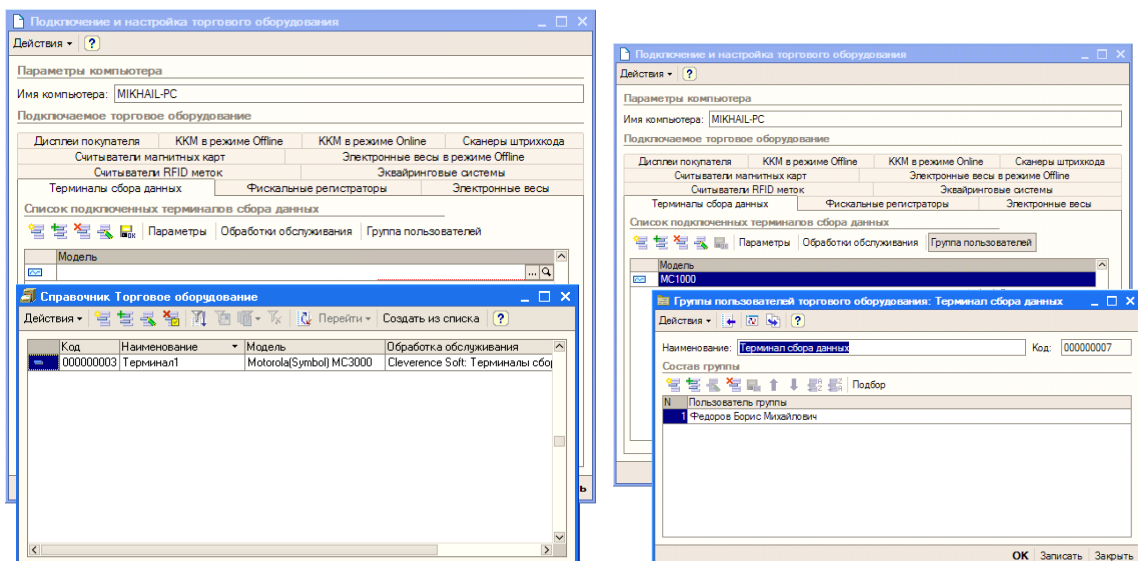 Подключение и настройка торгового оборудования
Действия
Параметры компьютера
Имя компьютера: MIKHAIL-PC
Подключаемое торговое оборудование
Дисплеи покупателя ККМ в режиме Offline ККМ в режиме Online Сканеры штрихкода
Считыватели магнитных карт Электронные весы в режиме Offline
Считыватели RFID меток Эквайринговые системы
Терминалы сбора данных Фискальные регистраторы Электронные весы
Список подключенных терминалов сбора данных
Параметры Обработки обслуживания Группа пользователей
Модель
Справочник Торговое оборудование
Действия Перейти Создать из списка
Код Наименование Модель Обработка обслуживания
000000003 Терминал1 Motorola(Symbol) MC3000 Cleverence Soft: Терминалы сбо
ь
Подключение и настройка торгового оборудования
Действия
Параметры компьютера
Имя компьютера: MIKHAIL-PC
Подключаемое торговое оборудование
Дисплеи покупателя ККМ в режиме Offline ККМ в режиме Online Сканеры штрихкода
Считыватели магнитных карт Электронные весы в режиме Offline
Считыватели RFID меток Эквайринговые системы
Терминалы сбора данных Фискальные регистраторы Электронные весы
Список подключенных терминалов сбора данных
Параметры Обработки обслуживания Группа пользователей
Модель
MC1000
Группы пользователей торгового оборудования: Терминал сбора данных
Действия
Наименование: Терминал сбора данных Код: 000000007
Состав группы
Подбор
N Пользователь группы
1 Федоров Борис Михайлович
OK Записать Закрыть